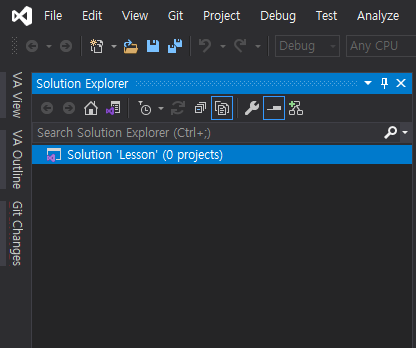 File Edit View Git Project Debug Test Analyze
Debug Any CPU
VA View
VA Outline
Git Changes
Solution Explorer
Search Solution Explorer (Ctrl+;)
Solution 'Lesson' (0 projects)